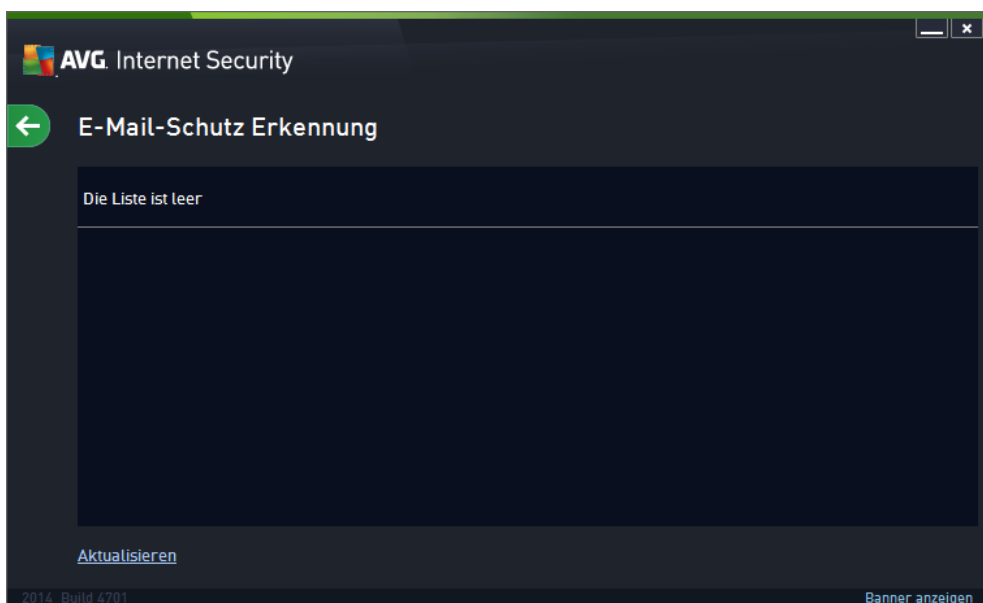 AVG. Internet Security
E-Mail-Schutz Erkennung
Die Liste ist leer
Aktualisieren
2014 Build 4701
Banner anzeigen